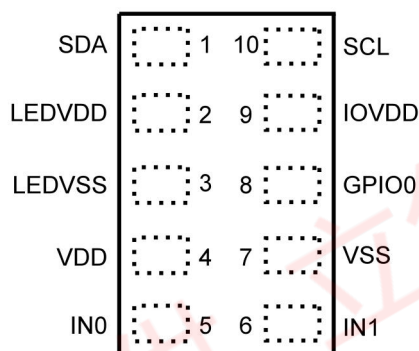 SDA 1 10 SCL
LEDVDD 2 9 IOVDD
LEDVSS 3 8 GPIO0
VDD 4 7 VSS
IN0 5 6 IN1